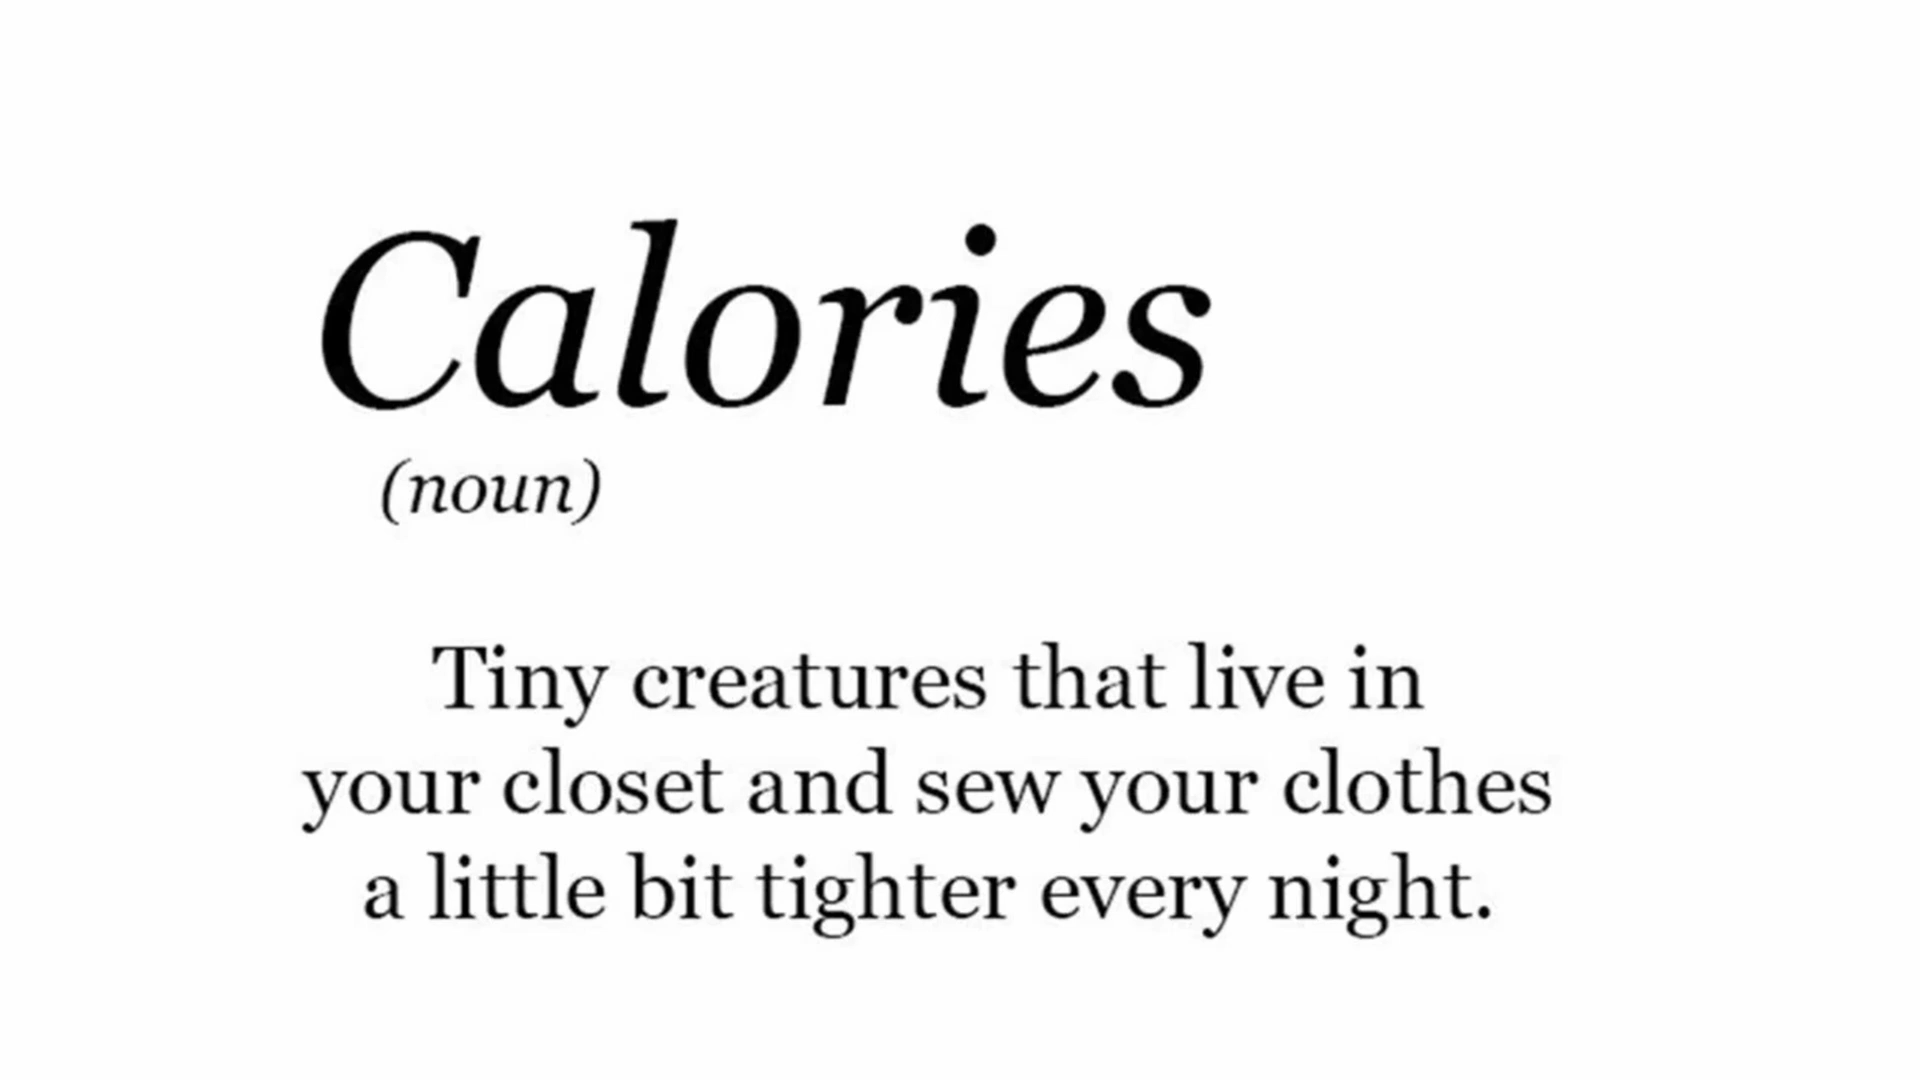 Calories
(noun)
Tiny creatures that live in
your closet and sew your clothes
a little bit tighter every night.